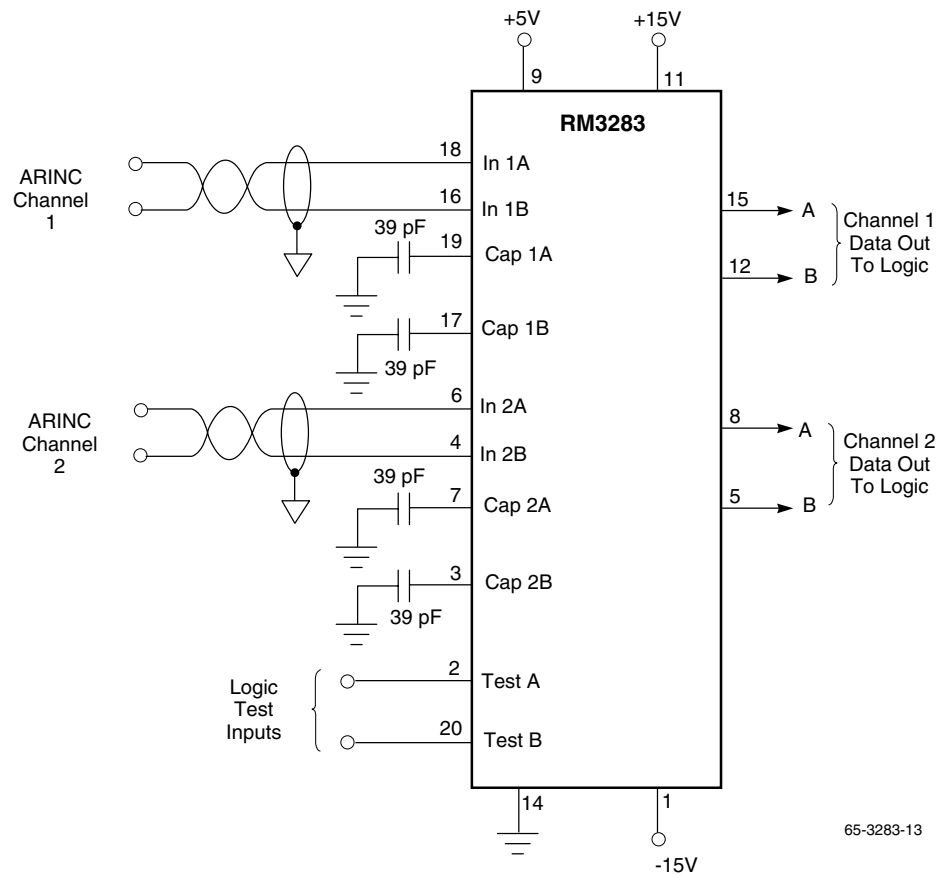 +5V
+15V
9
11
RM3283
ARINC
Channel
1
18
In 1A
16
In 1B
39 pF
19
Cap 1A
17
Cap 1B
39 pF
15
A
12
B
Channel 1
Data Out
To Logic
ARINC
Channel
2
6
In 2A
4
In 2B
39 pF
7
Cap 2A
3
Cap 2B
39 pF
8
A
5
B
Channel 2
Data Out
To Logic
Logic
Test
Inputs
2
Test A
20
Test B
14
1
-15V
65-3283-13